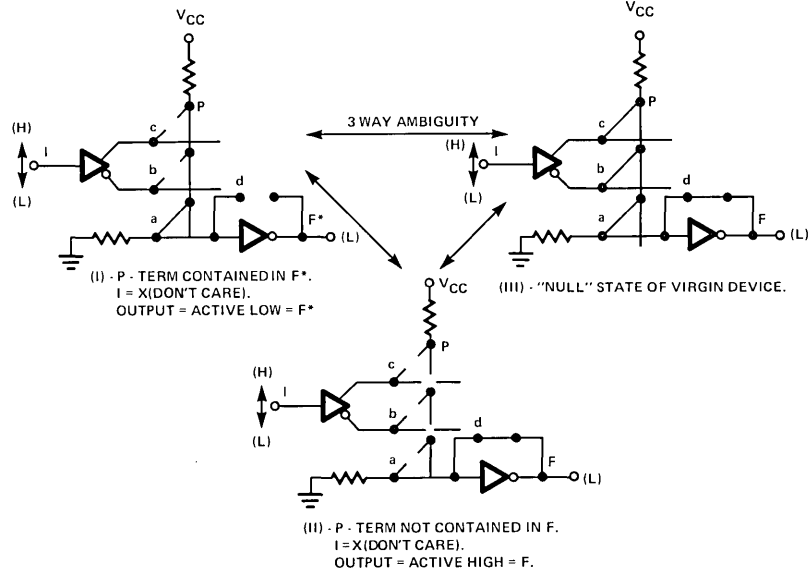 VCC
P
(H)
I
(L)
c
b
a
d
F*
(L)
(I) - P - TERM CONTAINED IN F*.
I = X(DON'T CARE).
OUTPUT = ACTIVE LOW = F*
3 WAY AMBIGUITY
VCC
P
(H)
I
(L)
c
b
a
d
F
(L)
(III) - "NULL" STATE OF VIRGIN DEVICE.
VCC
P
(H)
I
(L)
c
b
a
d
F
(L)
(II) - P - TERM NOT CONTAINED IN F.
I = X(DON'T CARE).
OUTPUT = ACTIVE HIGH = F.